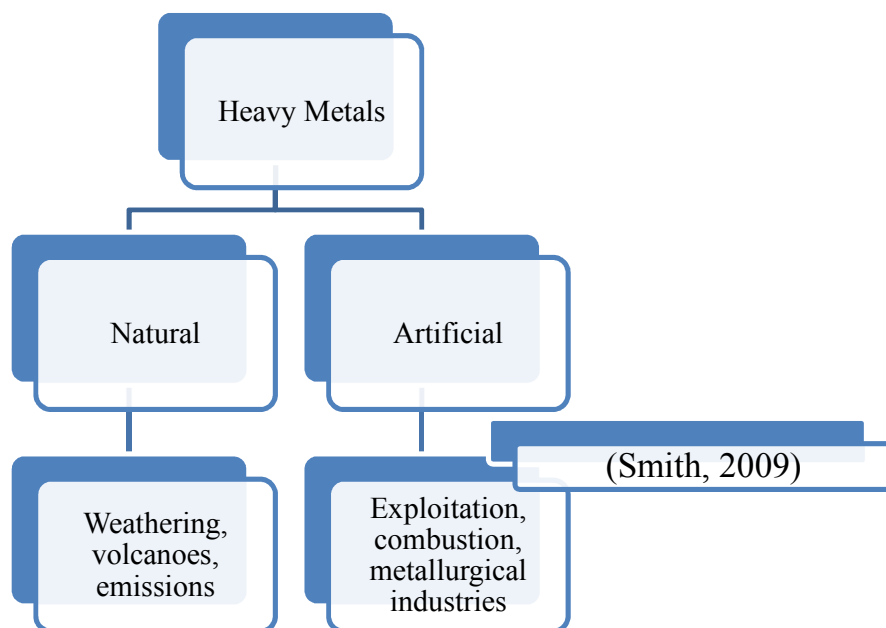 Heavy Metals
Natural
Artificial
(Smith, 2009)
Weathering,
volcanoes,
emissions
Exploitation,
combustion,
metallurgical
industries